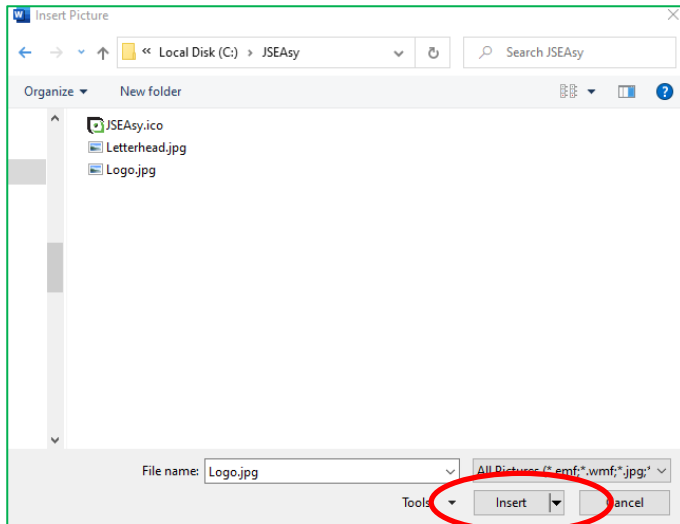 Insert Picture
« Local Disk (C:) › JSEAsy
Search JSEAsy
Organize
New folder
JSEAsy.ico
Letterhead.jpg
Logo.jpg
File name: Logo.jpg
All Pictures (*.emf;*.wmf;*.jpg;*
Tools
Insert
Cancel